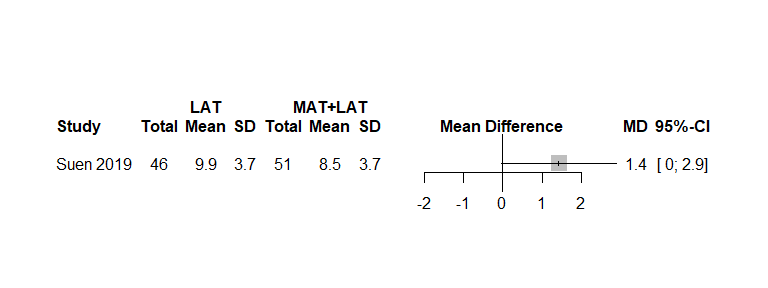 LAT MAT+LAT
Study Total Mean SD Total Mean SD Mean Difference MD 95%-CI
Suen 2019 46 9.9 3.7 51 8.5 3.7 1.4 [ 0; 2.9]
-2 -1 0 1 2